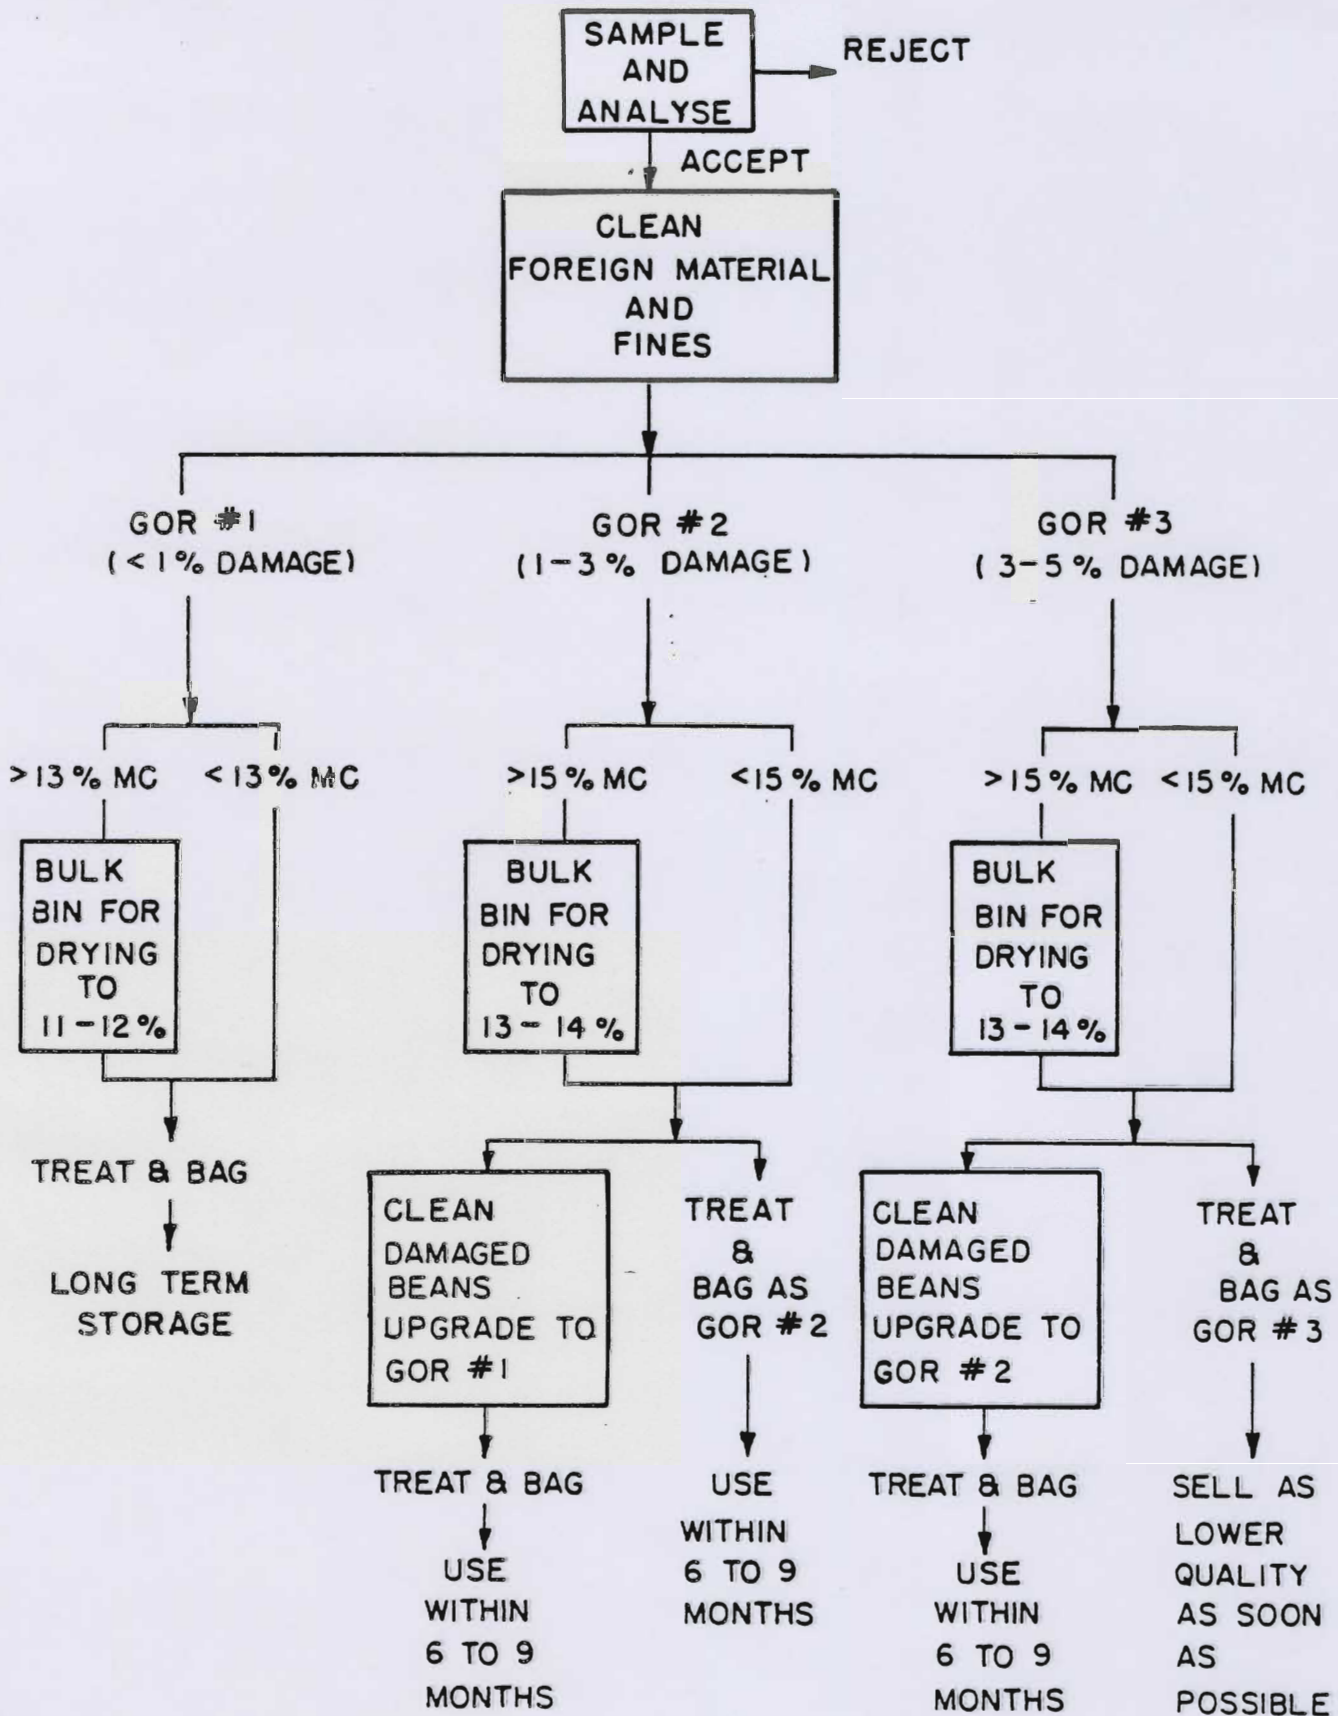 SAMPLE
AND
ANALYSE
REJECT
ACCEPT
CLEAN
FOREIGN MATERIAL
AND
FINES
GOR #1
(<1% DAMAGE)
GOR #2
(1-3% DAMAGE)
GOR #3
(3-5% DAMAGE)
>13% MC
<13% MC
>15% MC
<15% MC
>15% MC
<15% MC
BULK
BIN FOR
DRYING
TO
11-12%
BULK
BIN FOR
DRYING
TO
13-14%
BULK
BIN FOR
DRYING
TO
13-14%
TREAT & BAG
LONG TERM
STORAGE
CLEAN
DAMAGED
BEANS
UPGRADE TO
GOR #1
TREAT & BAG
USE
WITHIN
6 TO 9
MONTHS
TREAT
&
BAG AS
GOR #2
USE
WITHIN
6 TO 9
MONTHS
CLEAN
DAMAGED
BEANS
UPGRADE TO
GOR #2
TREAT & BAG
USE
WITHIN
6 TO 9
MONTHS
TREAT
&
BAG AS
GOR #3
SELL AS
LOWER
QUALITY
AS SOON
AS
POSSIBLE